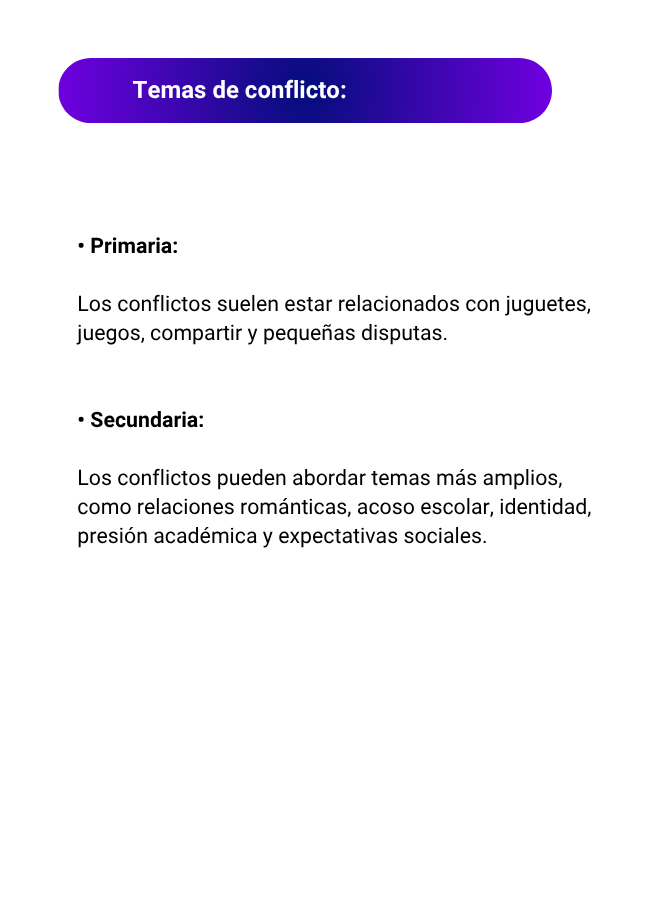 Temas de conflicto:
• Primaria:
Los conflictos suelen estar relacionados con juguetes,
juegos, compartir y pequeñas disputas.
• Secundaria:
Los conflictos pueden abordar temas más amplios,
como relaciones románticas, acoso escolar, identidad,
presión académica y expectativas sociales.